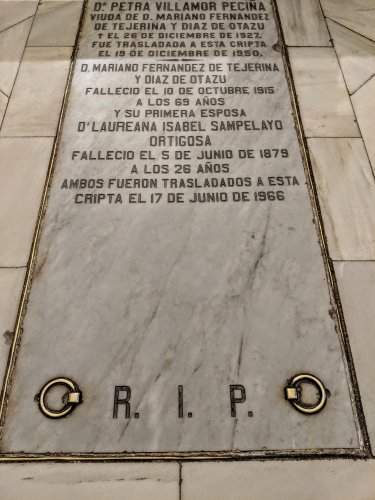 Dª PETRA VILLAMOR PECIÑA
VIUDA DE D. MARIANO FERNANDEZ
DE TEJERINA Y DIAZ DE OTAZU
† EL 26 DE DICIEMBRE DE 1927.
FUE TRASLADADA A ESTA CRIPTA
EL 19 DE DICIEMBRE DE 1950.
D. MARIANO FERNANDEZ DE TEJERINA
Y DIAZ DE OTAZU
FALLECIO EL 10 DE OCTUBRE 1915
A LOS 69 AÑOS
Y SU PRIMERA ESPOSA
Dª LAUREANA ISABEL SAMPELAYO
ORTIGOSA
FALLECIO EL 5 DE JUNIO DE 1879
A LOS 26 AÑOS
AMBOS FUERON TRASLADADOS A ESTA
CRIPTA EL 17 DE JUNIO DE 1966
R. I. P.